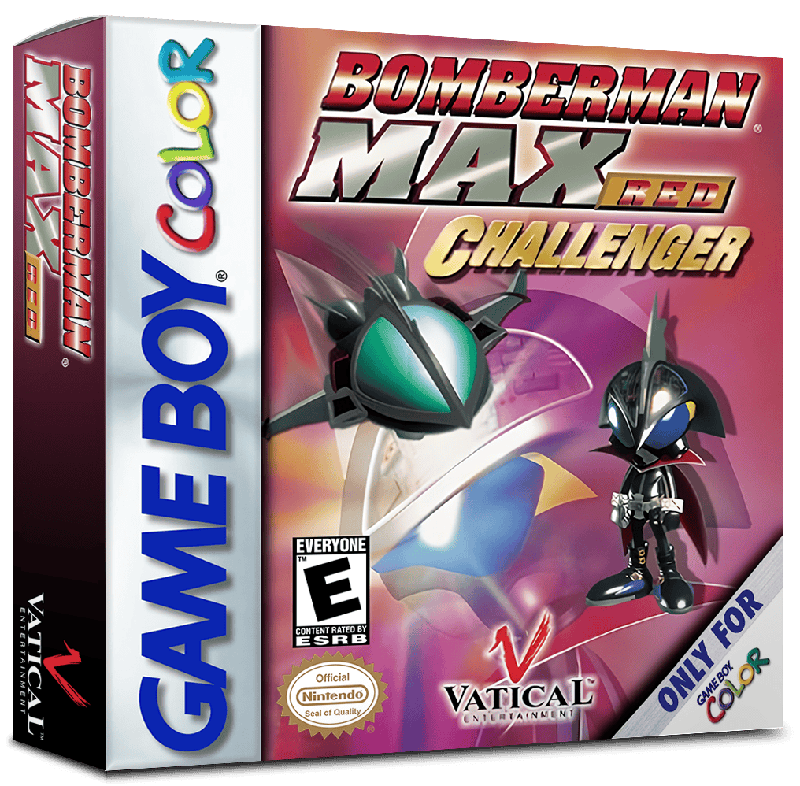 BOMBERMAN
MAX
RED
VATICAL
ENTERTAINMENT
GAME BOY COLOR
BOMBERMAN
MAX RED
CHALLENGER
EVERYONE
E
CONTENT RATED BY
ESRB
Official
Nintendo
Seal of Quality
V
VATICAL™
ENTERTAINMENT
ONLY FOR
GAME BOY
COLOR